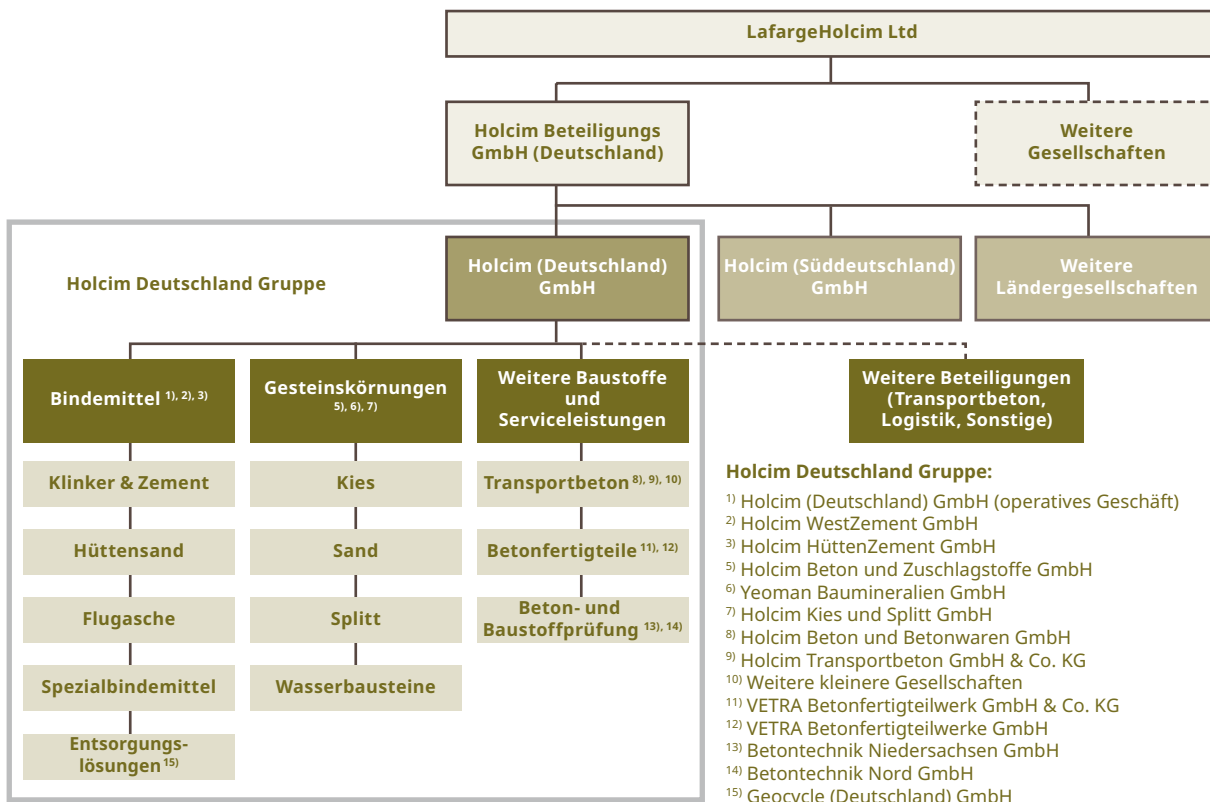 LafargeHolcim Ltd
Holcim Beteiligungs
GmbH (Deutschland)
Weitere
Gesellschaften
Holcim Deutschland Gruppe
Holcim (Deutschland)
GmbH
Holcim (Süddeutschland)
GmbH
Weitere
Ländergesellschaften
Bindemittel 1), 2), 3)
Gesteinskörnungen
5), 6), 7)
Weitere Baustoffe
und
Serviceleistungen
Weitere Beteiligungen
(Transportbeton,
Logistik, Sonstige)
Klinker & Zement
Hüttensand
Flugasche
Spezialbindemittel
Entsorgungs-
lösungen 15)
Kies
Sand
Splitt
Wasserbausteine
Transportbeton 8), 9), 10)
Betonfertigteile 11), 12)
Beton- und
Baustoffprüfung 13), 14)
Holcim Deutschland Gruppe:
1) Holcim (Deutschland) GmbH (operatives Geschäft)
2) Holcim WestZement GmbH
3) Holcim HüttenZement GmbH
5) Holcim Beton und Zuschlagstoffe GmbH
6) Yeoman Baumineralien GmbH
7) Holcim Kies und Splitt GmbH
8) Holcim Beton und Betonwaren GmbH
9) Holcim Transportbeton GmbH & Co. KG
10) Weitere kleinere Gesellschaften
11) VETRA Betonfertigteilwerk GmbH & Co. KG
12) VETRA Betonfertigteilwerke GmbH
13) Betontechnik Niedersachsen GmbH
14) Betontechnik Nord GmbH
15) Geocycle (Deutschland) GmbH